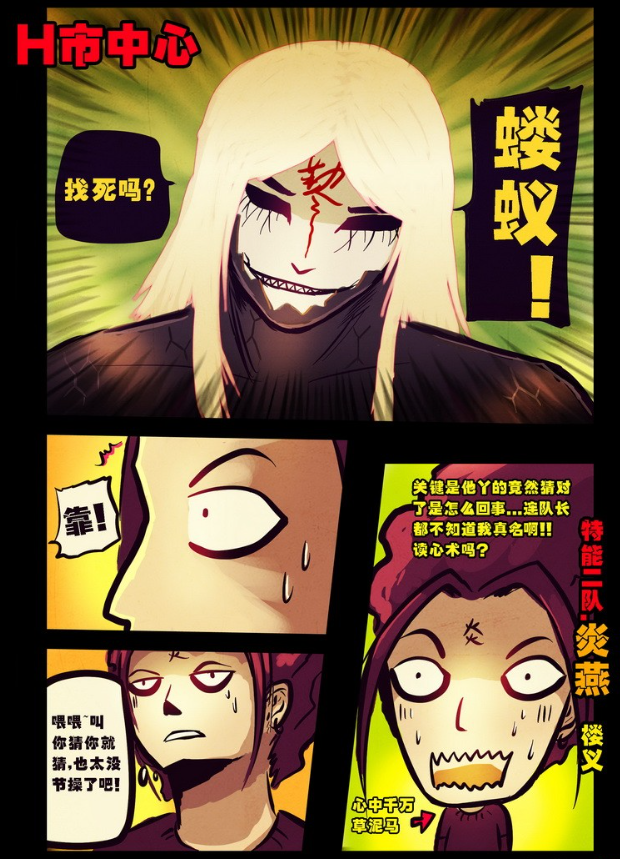 H市中心
蝼蚁!
找死吗?
靠!
喂喂~叫
你猜你就
猜,也太没
节操了吧!
关键是他丫的竟然猜对
了是怎么回事...连队长
都不知道我真名啊!!
读心术吗?
特能二队:炎燕
楼义
心中千万
草泥马